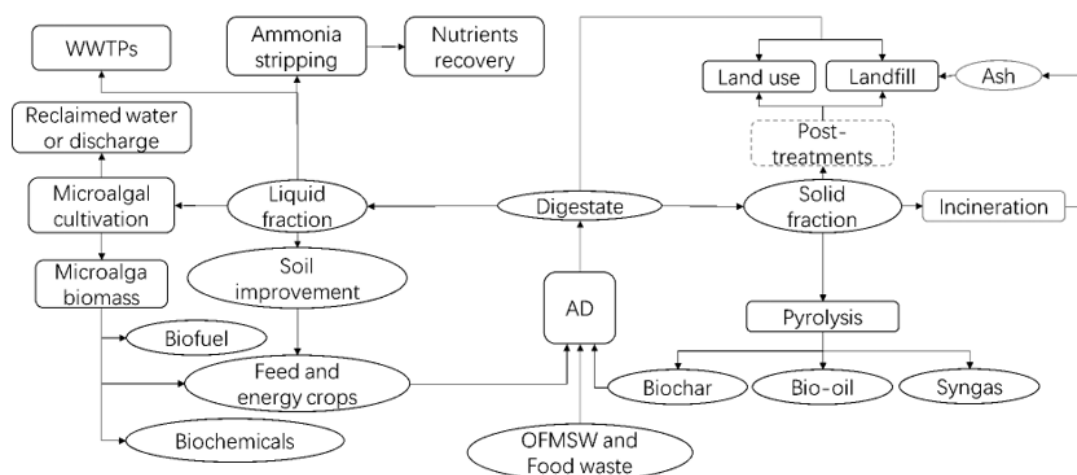 WWTPs
Ammonia
stripping
Nutrients
recovery
Land use
Landfill
Ash
Reclaimed water
or discharge
Post-
treatments
Microalgal
cultivation
Liquid
fraction
Digestate
Solid
fraction
Incineration
Microalga
biomass
Soil
improvement
AD
Pyrolysis
Biofuel
Feed and
energy crops
Biochar
Bio-oil
Syngas
Biochemicals
OFMSW and
Food waste